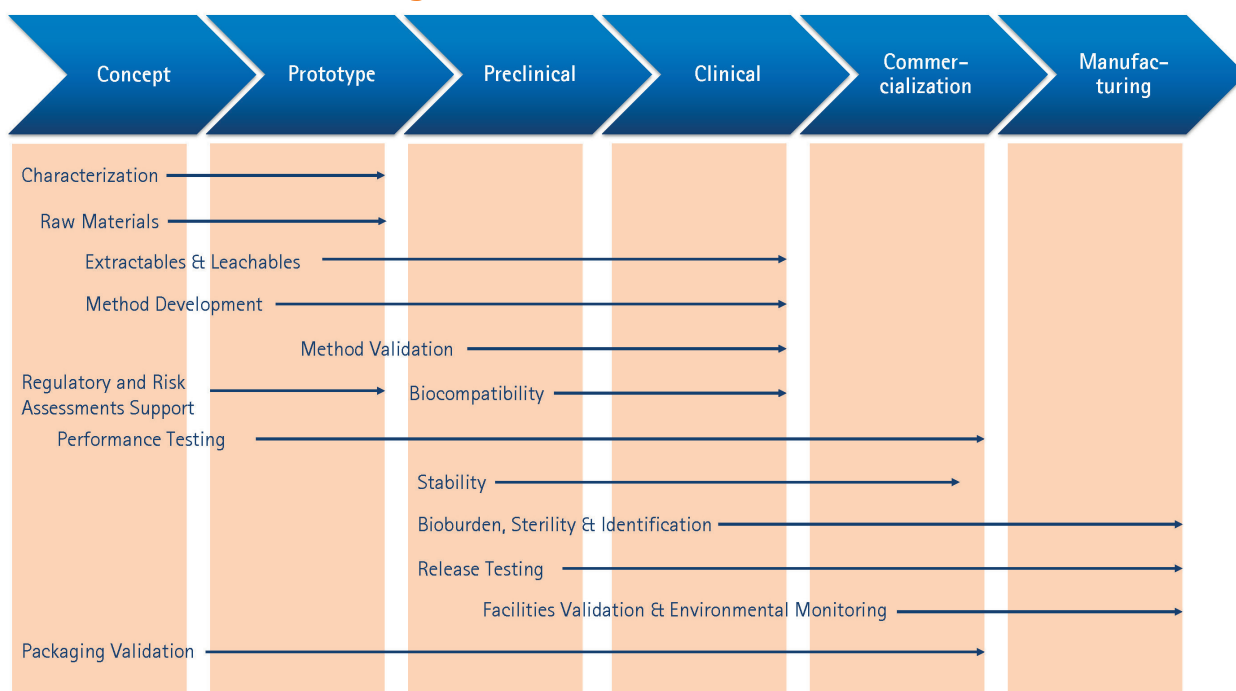 Concept
Prototype
Preclinical
Clinical
Commer-
cialization
Manufac-
turing
Characterization
Raw Materials
Extractables & Leachables
Method Development
Method Validation
Regulatory and Risk
Assessments Support
Biocompatibility
Performance Testing
Stability
Bioburden, Sterility & Identification
Release Testing
Facilities Validation & Environmental Monitoring
Packaging Validation